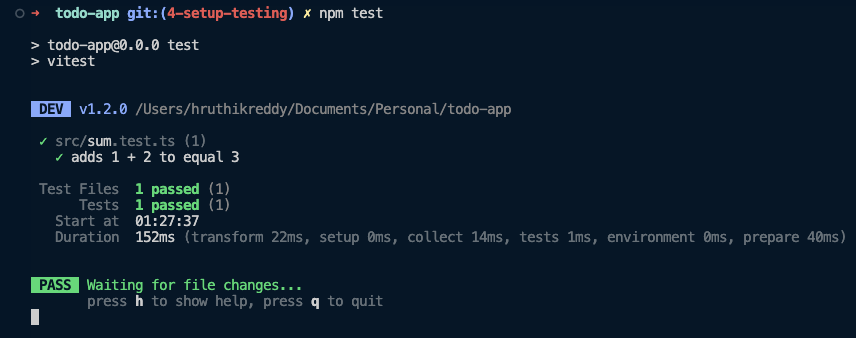 ➜ todo-app git:(4-setup-testing) ✗ npm test
> todo-app@0.0.0 test
> vitest
DEV v1.2.0 /Users/hruthikreddy/Documents/Personal/todo-app
✓ src/sum.test.ts (1)
✓ adds 1 + 2 to equal 3
Test Files 1 passed (1)
Tests 1 passed (1)
Start at 01:27:37
Duration 152ms (transform 22ms, setup 0ms, collect 14ms, tests 1ms, environment 0ms, prepare 40ms)
PASS Waiting for file changes...
press h to show help, press q to quit